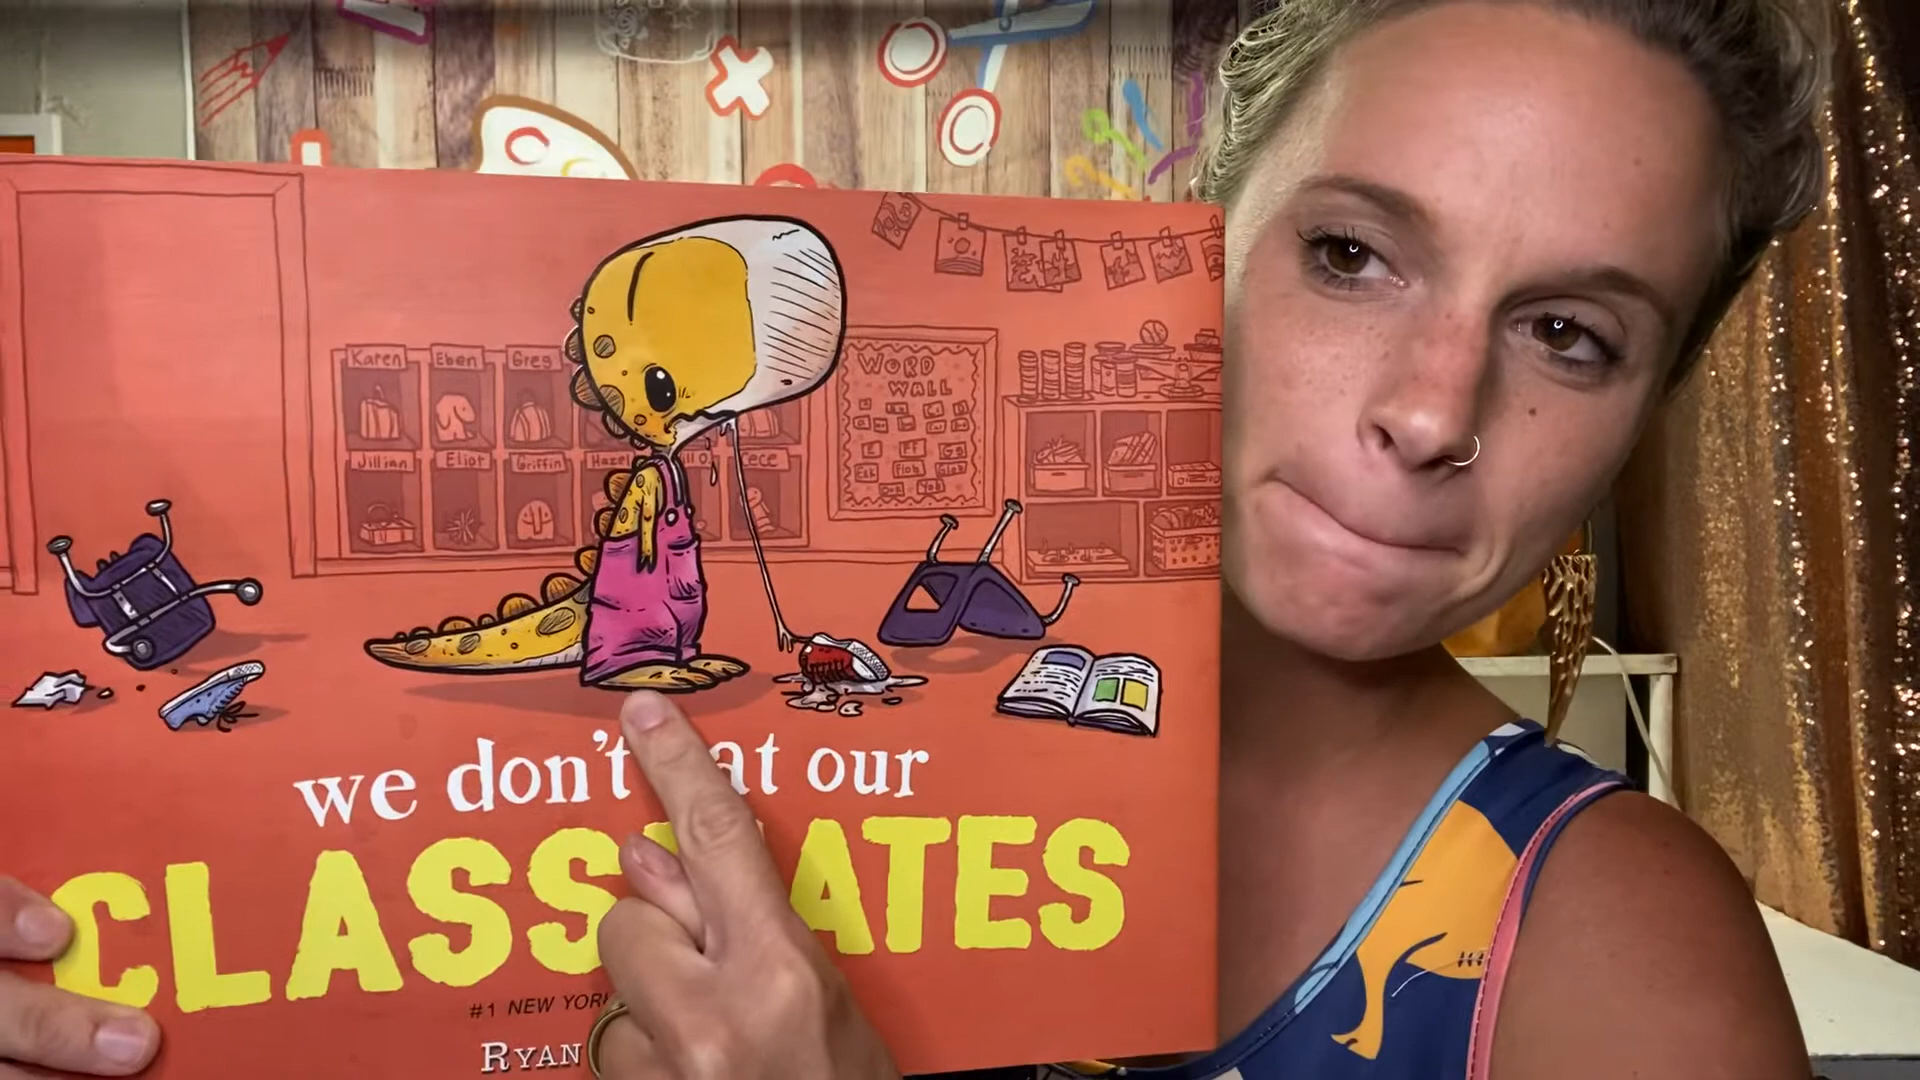 Karen Eben Greg
Jillian Eliot Griffin Hazel Cece
WORD
WALL
we don't at our
CLASS ATES
#1 NEW YOR
RYAN